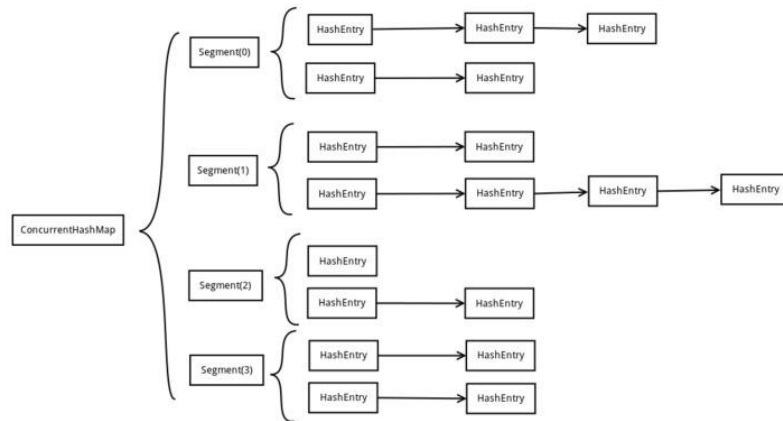 HashEntry HashEntry HashEntry
Segment(0)
HashEntry HashEntry
HashEntry HashEntry
Segment(1)
HashEntry HashEntry HashEntry HashEntry
ConcurrentHashMap
HashEntry
Segment(2)
HashEntry HashEntry
HashEntry HashEntry
Segment(3)
HashEntry HashEntry